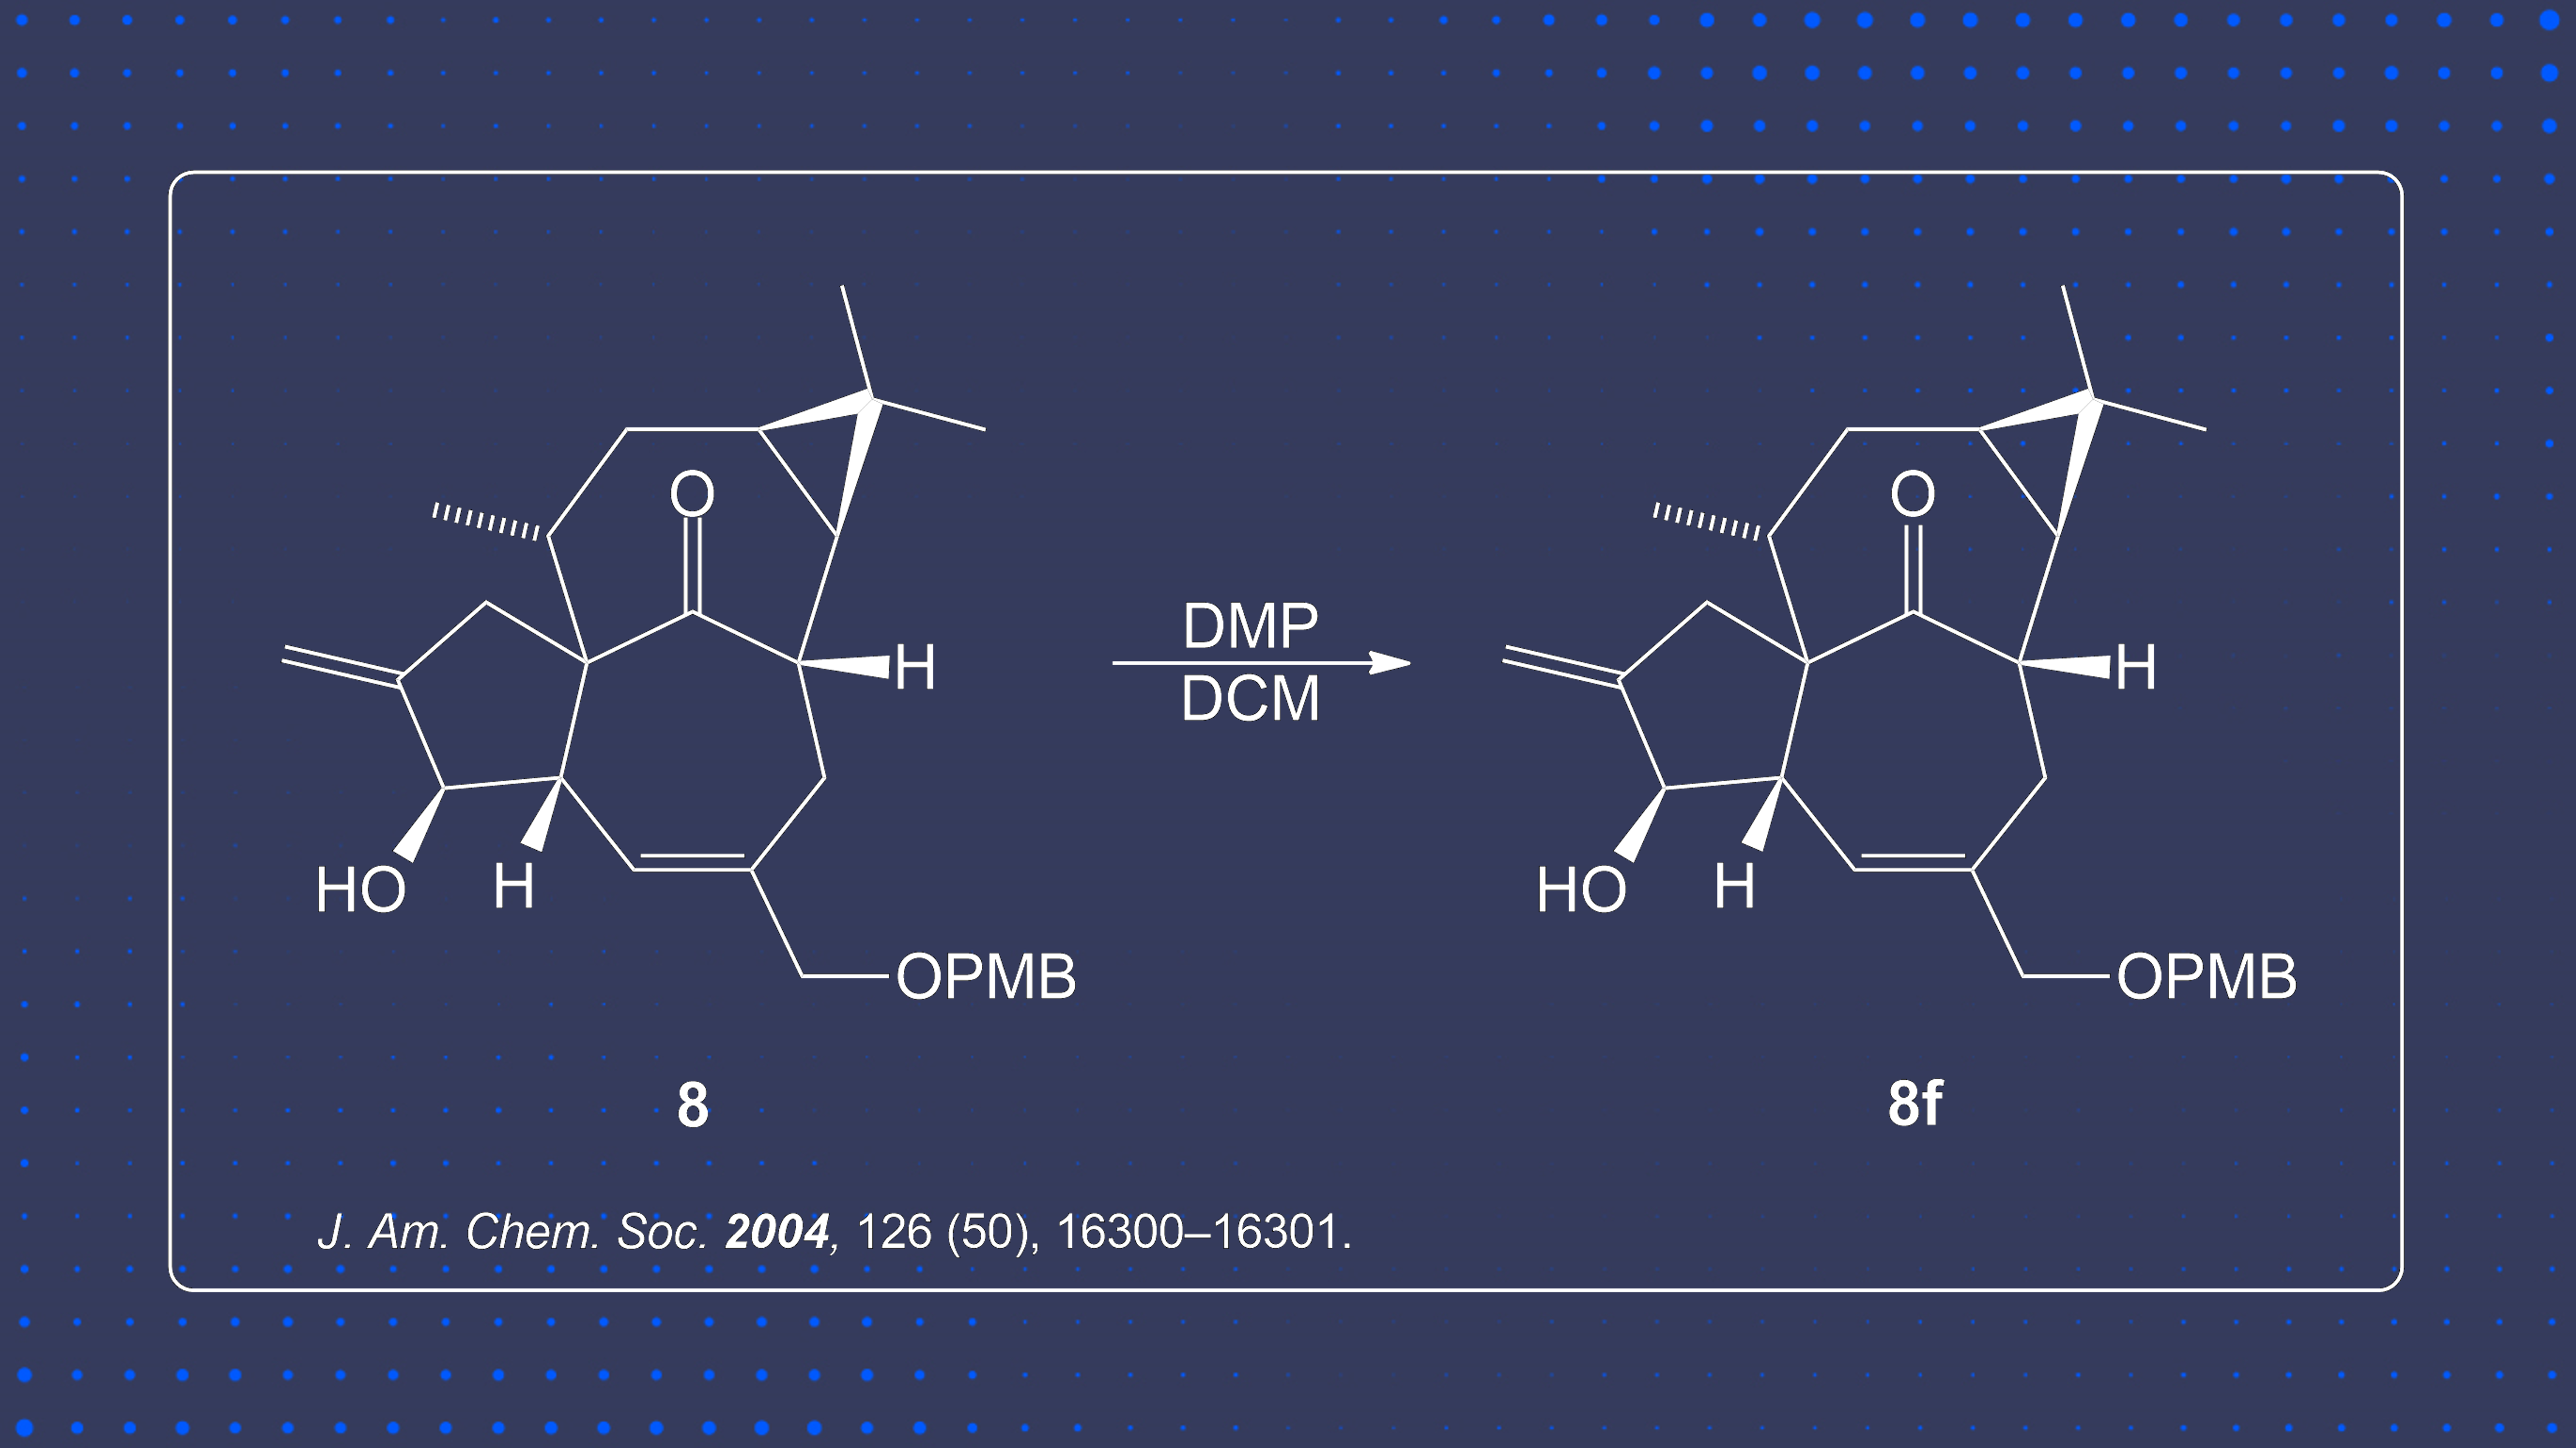 O
H
HO
H
OPMB
8
DMP
DCM
O
H
HO
H
OPMB
8f
J. Am. Chem. Soc. 2004, 126 (50), 16300–16301.